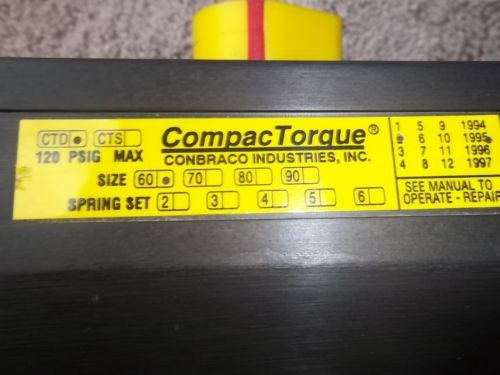 CTD CTS CompacTorque®
120 PSIG MAX CONBRACO INDUSTRIES, INC.
SIZE 60 70 80 90
SPRING SET 2 3 4 5 6
1 5 9 1994
6 10 1995
3 7 11 1996
4 8 12 1997
SEE MANUAL TO
OPERATE - REPAIR